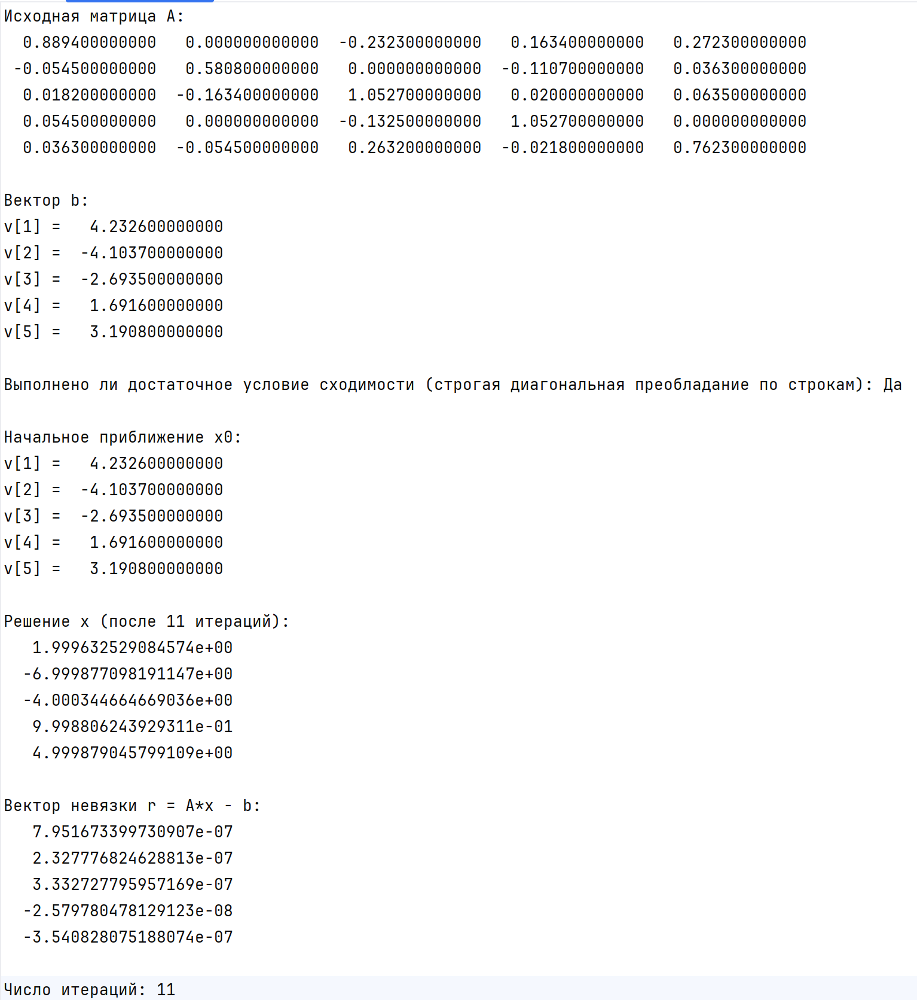 Исходная матрица A:
0.889400000000 0.000000000000 -0.232300000000 0.163400000000 0.272300000000
-0.054500000000 0.580800000000 0.000000000000 -0.110700000000 0.036300000000
0.018200000000 -0.163400000000 1.052700000000 0.020000000000 0.063500000000
0.054500000000 0.000000000000 -0.132500000000 1.052700000000 0.000000000000
0.036300000000 -0.054500000000 0.263200000000 -0.021800000000 0.762300000000
Вектор b:
v[1] = 4.232600000000
v[2] = -4.103700000000
v[3] = -2.693500000000
v[4] = 1.691600000000
v[5] = 3.190800000000
Выполнено ли достаточное условие сходимости (строгая диагональная преобладание по строкам): Да
Начальное приближение x0:
v[1] = 4.232600000000
v[2] = -4.103700000000
v[3] = -2.693500000000
v[4] = 1.691600000000
v[5] = 3.190800000000
Решение x (после 11 итераций):
1.999632529084574e+00
-6.999877098191147e+00
-4.000344664669036e+00
9.998806243929311e-01
4.999879045799109e+00
Вектор невязки r = A*x - b:
7.951673399730907e-07
2.327776824628813e-07
3.332727795957169e-07
-2.579780478129123e-08
-3.540828075188074e-07
Число итераций: 11